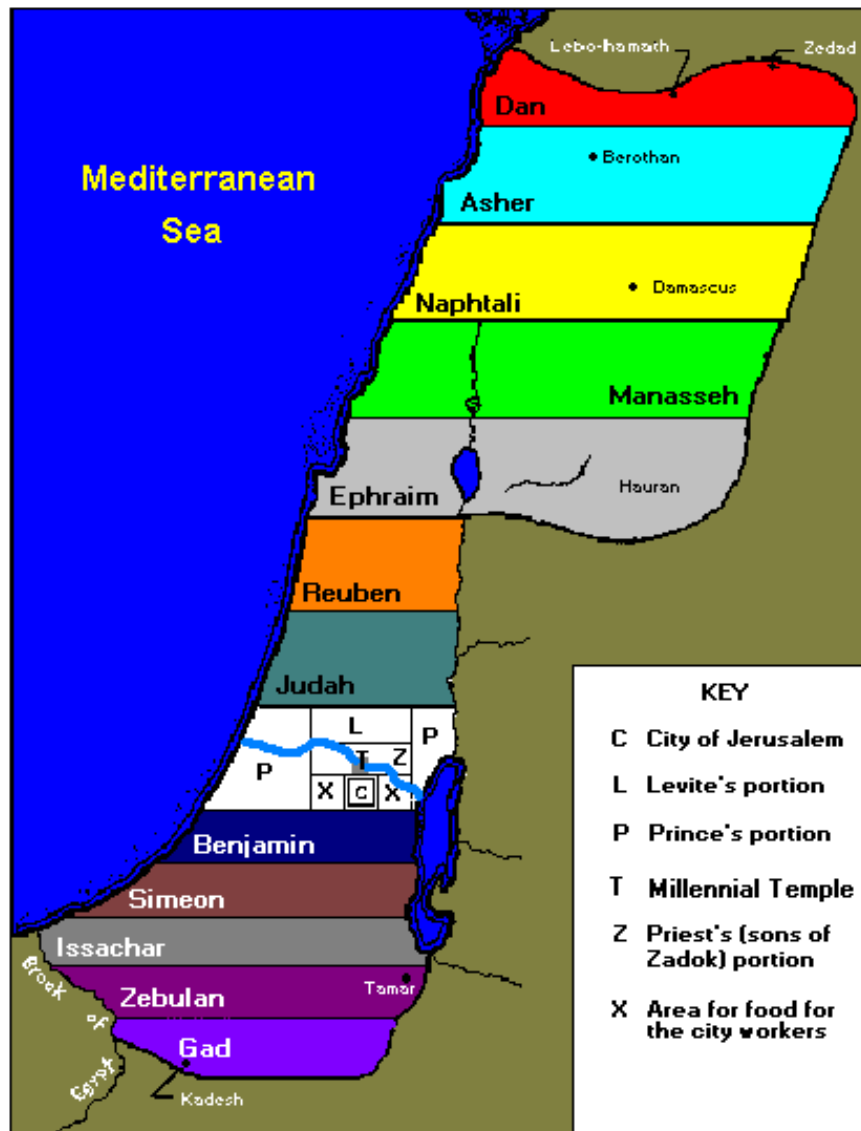 Lebo-hamath
Zedad
Dan
Berothah
Mediterranean
Sea
Asher
Damascus
Naphtali
Manasseh
Ephraim
Hauran
Reuben
Judah
L
P
T
Z
P
X
C
X
Benjamin
Simeon
Issachar
Zebulan
Tamar
Gad
Brook of
Egypt
Kadesh
KEY
C City of Jerusalem
L Levite's portion
P Prince's portion
T Millennial Temple
Z Priest's (sons of
Zadok) portion
X Area for food for
the city workers